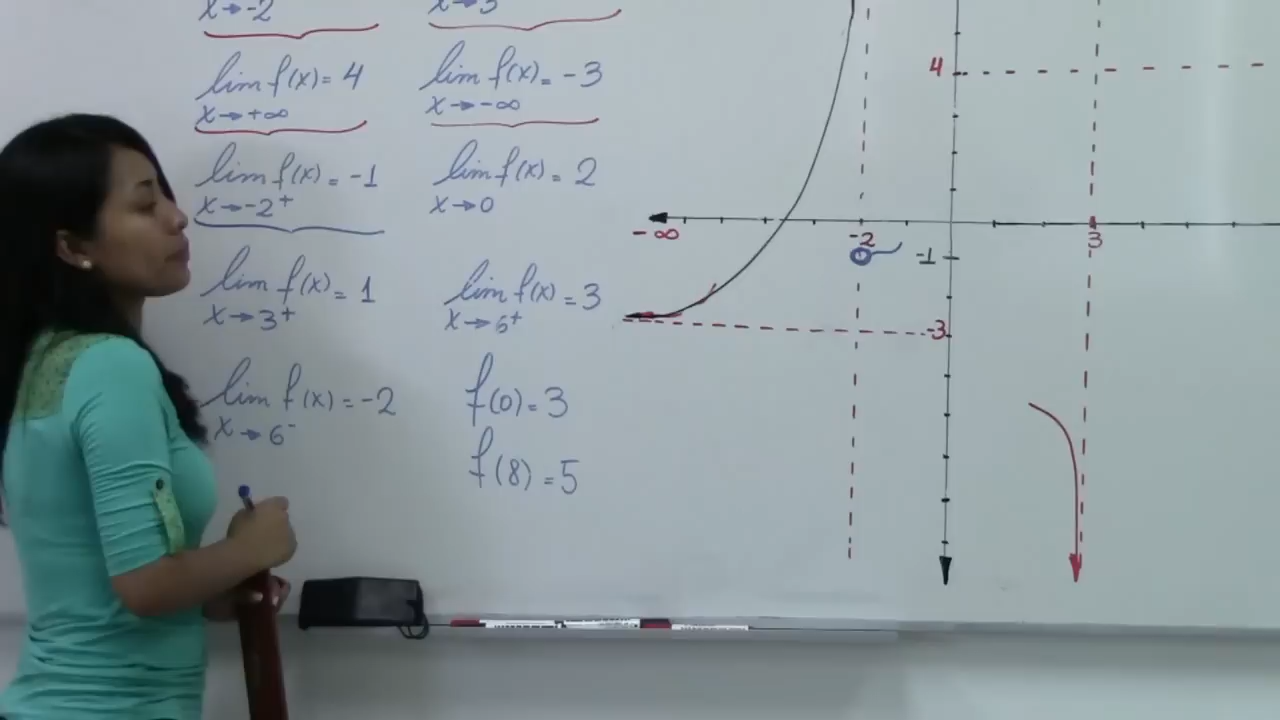 x→-2    x→3
lim f(x) = 4    lim f(x) = -3
x→+∞    x→-∞
lim f(x) = -1    lim f(x) = 2
x→-2⁺    x→0
lim f(x) = 1    lim f(x) = 3
x→3⁺    x→6⁺
lim f(x) = -2    f(0) = 3
x→6⁻
f(8) = 5
4
-∞    -2    3
-1
-3